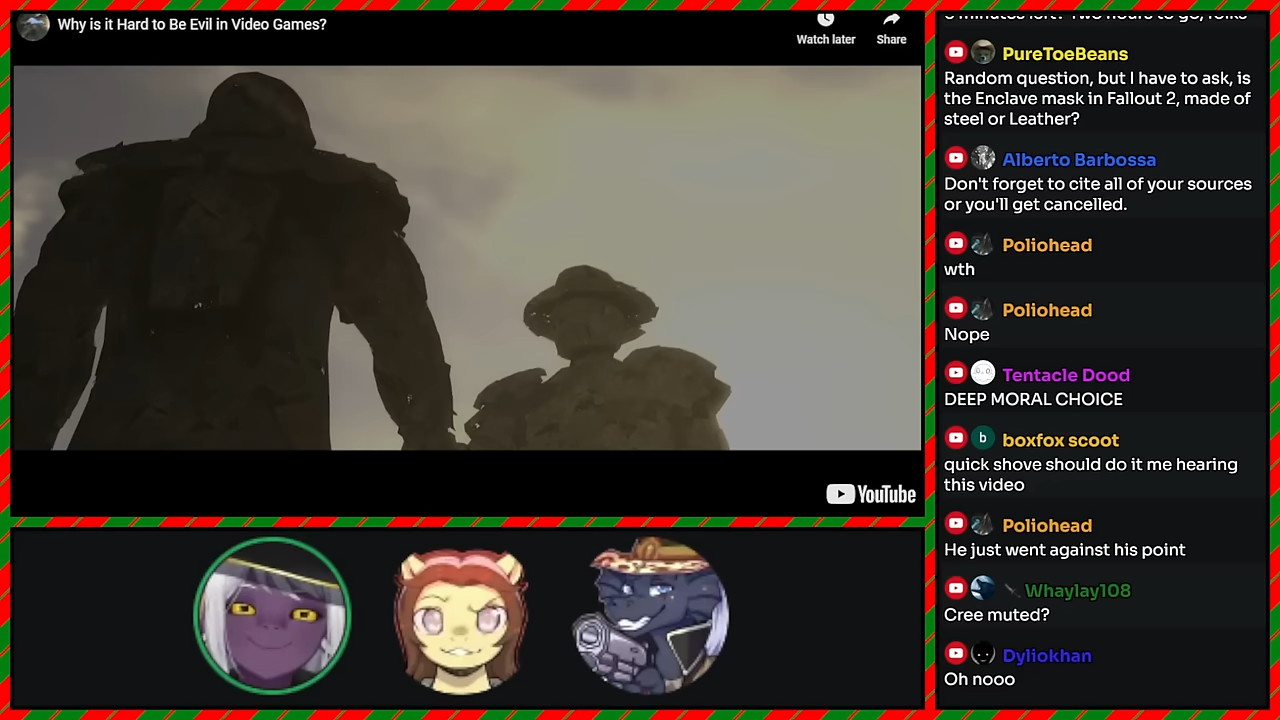 Why is it Hard to Be Evil in Video Games?
Watch later
Share
YouTube
PureToeBeans
Random question, but I have to ask, is
the Enclave mask in Fallout 2, made of
steel or Leather?
Alberto Barbossa
Don't forget to cite all of your sources
or you'll get cancelled.
Poliohead
wth
Poliohead
Nope
Tentacle Dood
DEEP MORAL CHOICE
b
boxfox scoot
quick shove should do it me hearing
this video
Poliohead
He just went against his point
Whaylay108
Cree muted?
Dyliokhan
Oh nooo